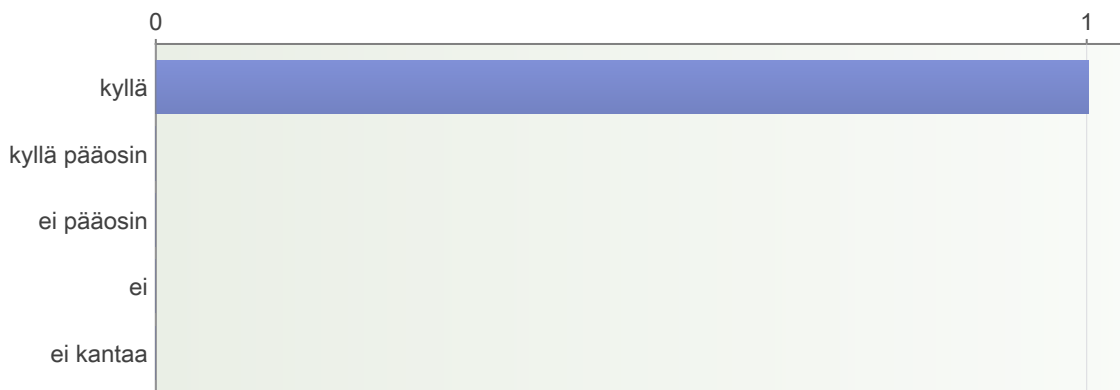 0 1
kyllä
kyllä pääosin
ei pääosin
ei
ei kantaa